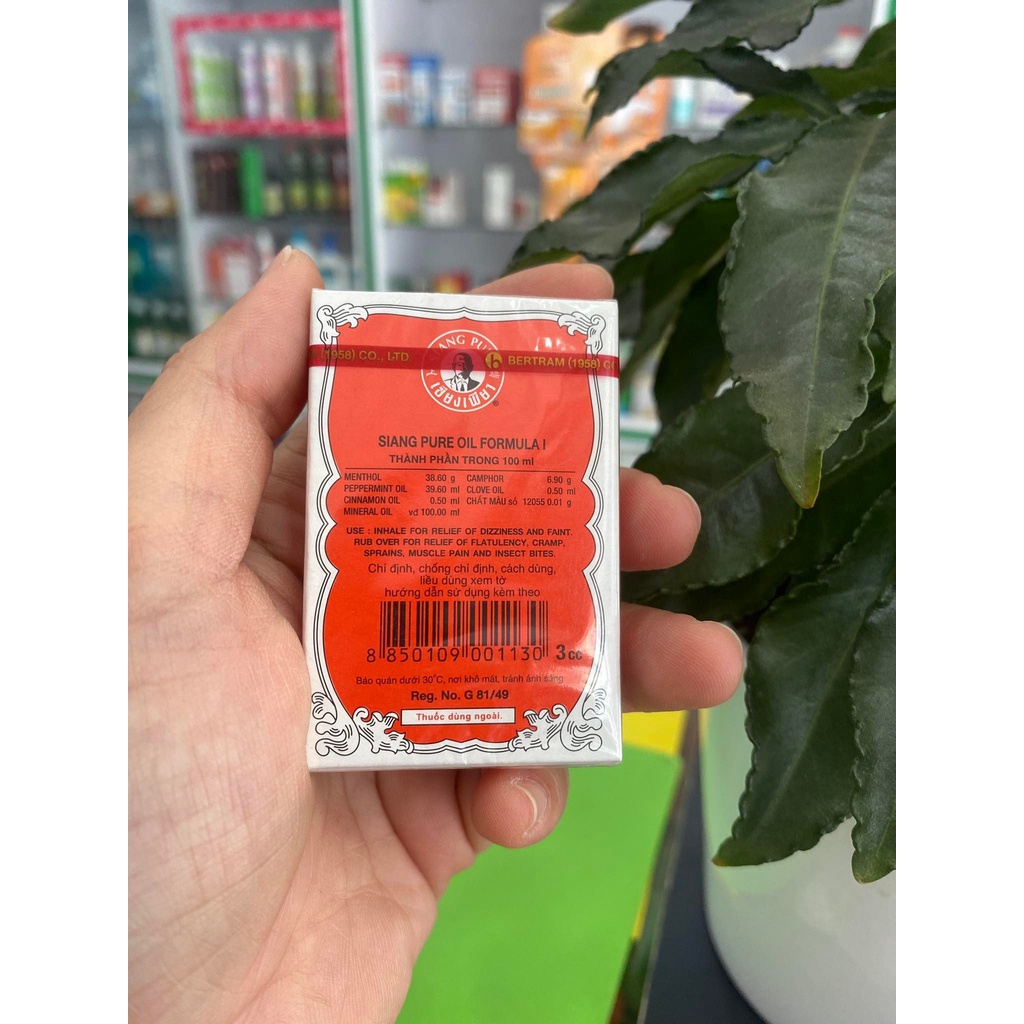 (1958) CO., LTD
BERTRAM (1958) C
SIANG PURE OIL FORMULA I
THÀNH PHẦN TRONG 100 ml
MENTHOL 38.60 g CAMPHOR 6.90 g
PEPPERMINT OIL 39.60 ml CLOVE OIL 0.50 ml
CINNAMON OIL 0.50 ml CHẤT MÀU số 12055 0.01 g
MINERAL OIL vđ 100.00 ml
USE : INHALE FOR RELIEF OF DIZZINESS AND FAINT.
RUB OVER FOR RELIEF OF FLATULENCY, CRAMP,
SPRAINS, MUSCLE PAIN AND INSECT BITES.
Chỉ định, chống chỉ định, cách dùng,
liều dùng xem tờ
hướng dẫn sử dụng kèm theo
8 850109 001130 3 cc
Bảo quản dưới 30°C, nơi khô mát, tránh ánh sáng
Reg. No. G 81/49
Thuốc dùng ngoài.